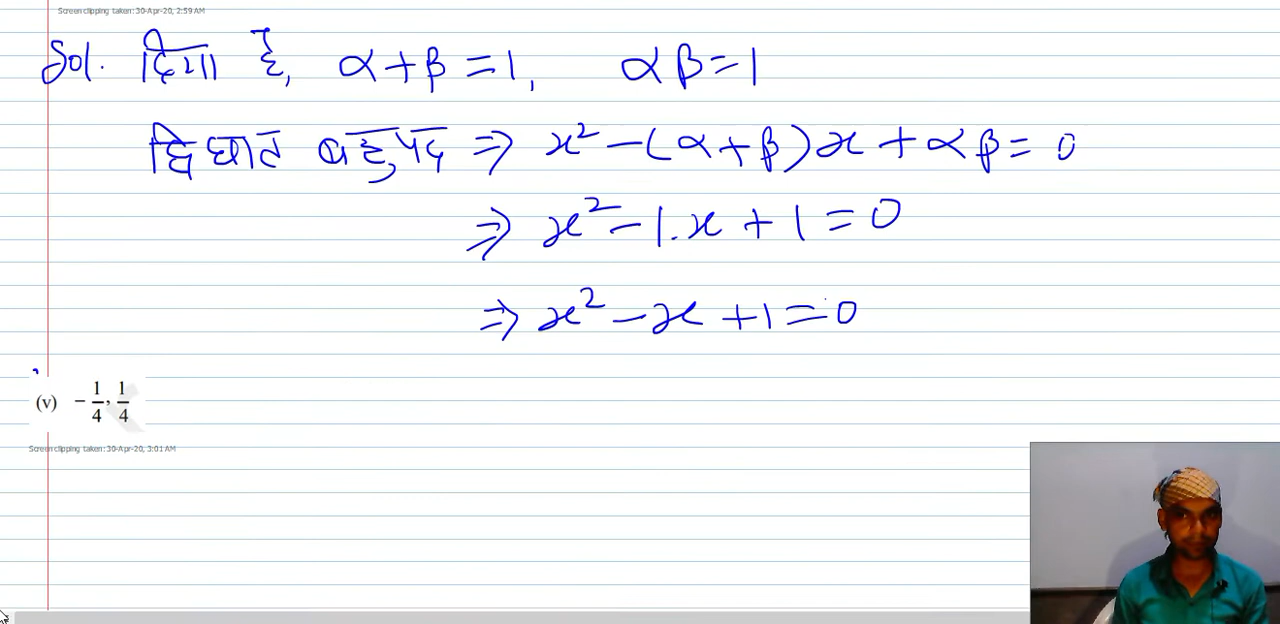 Screen clipping taken: 30-Apr-20, 2:59 AM
Sol. दिया है, α+β=1, αβ=1
द्विघात बहुपद ⇒ x² -(α+β)x + αβ = 0
⇒ x² - 1.x + 1 = 0
⇒ x² - x + 1 = 0
(v) -1/4, 1/4
Screen clipping taken: 30-Apr-20, 3:01 AM